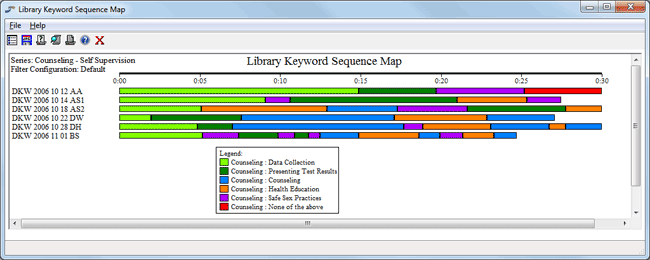 Library Keyword Sequence Map
File Help
Series: Counseling - Self Supervision
Library Keyword Sequence Map
Filter Configuration: Default
0:00 0:05 0:10 0:15 0:20 0:25 0:30
DKW 2006 10 12 AA
DKW 2006 10 14 AS1
DKW 2006 10 18 AS2
DKW 2006 10 22 DW
DKW 2006 10 28 DH
DKW 2006 11 01 BS
Legend:
Counseling : Data Collection
Counseling : Presenting Test Results
Counseling : Counseling
Counseling : Health Education
Counseling : Safe Sex Practices
Counseling : None of the above